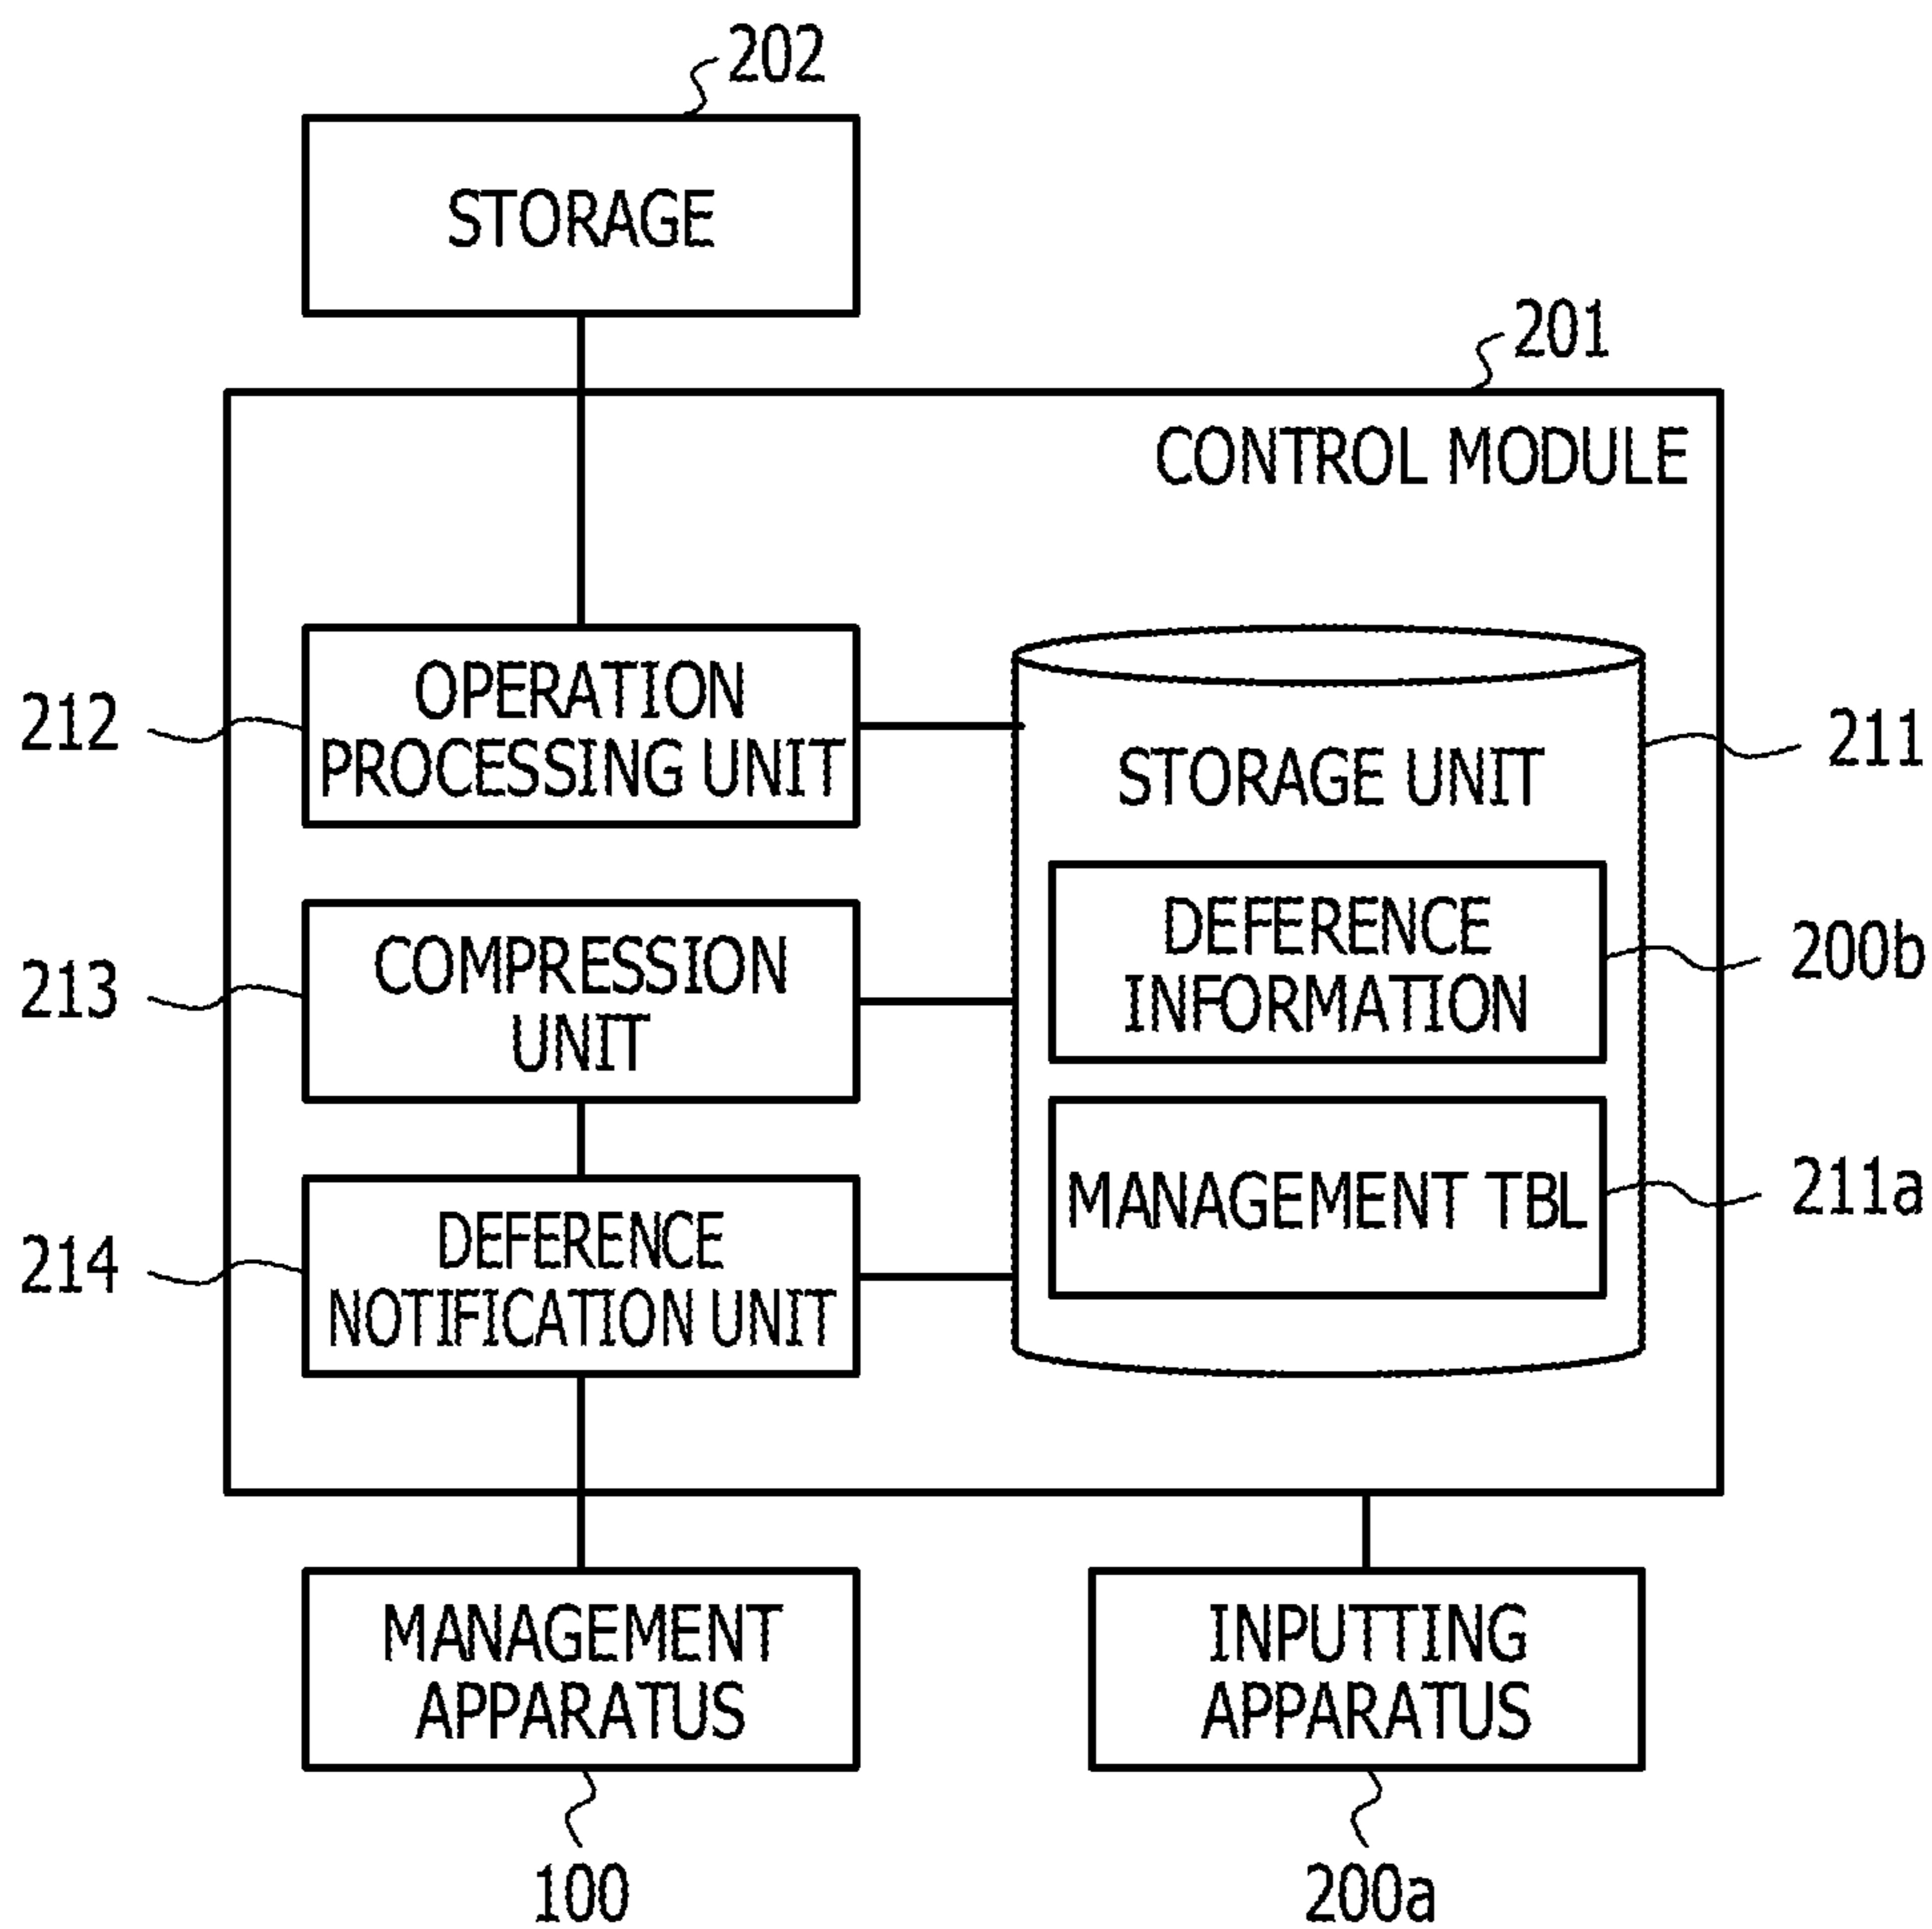 202
STORAGE
201
CONTROL MODULE
212
OPERATION
PROCESSING UNIT
STORAGE UNIT
211
213
COMPRESSION
UNIT
DEFERENCE
INFORMATION
200b
214
DEFERENCE
NOTIFICATION UNIT
MANAGEMENT TBL
211a
MANAGEMENT
APPARATUS
INPUTTING
APPARATUS
100
200a